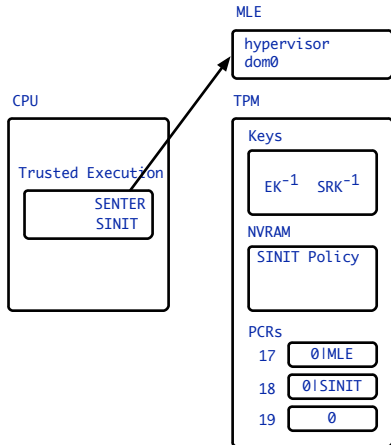 MLE
hypervisor
dom0
CPU
TPM
Trusted Execution
SENTER
SINIT
Keys
EK-1 SRK-1
NVRAM
SINIT Policy
PCRs
17 0|MLE
18 0|SINIT
19 0